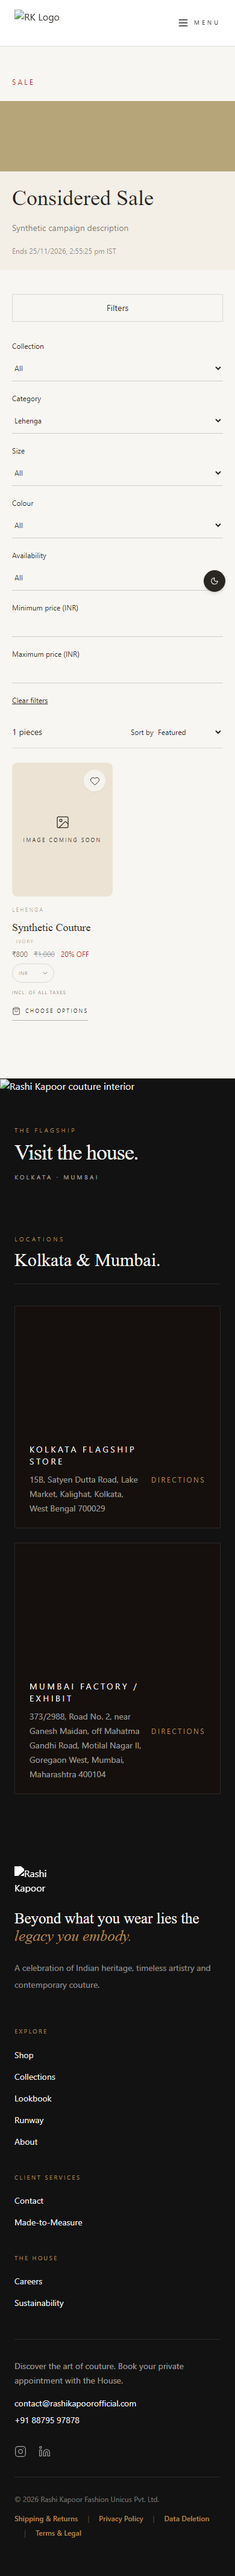 RK Logo
MENU
SALE
Considered Sale
Synthetic campaign description
Ends 25/11/2026, 2:55:25 pm IST
Filters
Collection
All
Category
Lehenga
Size
All
Colour
All
Availability
All
Minimum price (INR)
Maximum price (INR)
Clear filters
1 pieces
Sort by Featured
IMAGE COMING SOON
LEHENGA
Synthetic Couture
IVORY
₹800 ₹1,000 20% OFF
INR
INCL. OF ALL TAXES
CHOOSE OPTIONS
Rashi Kapoor couture interior
THE FLAGSHIP
Visit the house.
KOLKATA · MUMBAI
LOCATIONS
Kolkata & Mumbai.
KOLKATA FLAGSHIP
STORE
15B, Satyen Dutta Road, Lake
Market, Kalighat, Kolkata,
West Bengal 700029
DIRECTIONS
MUMBAI FACTORY /
EXHIBIT
373/2988, Road No. 2, near
Ganesh Maidan, off Mahatma
Gandhi Road, Motilal Nagar II,
Goregaon West, Mumbai,
Maharashtra 400104
DIRECTIONS
Rashi
Kapoor
Beyond what you wear lies the
legacy you embody.
A celebration of Indian heritage, timeless artistry and
contemporary couture.
EXPLORE
Shop
Collections
Lookbook
Runway
About
CLIENT SERVICES
Contact
Made-to-Measure
THE HOUSE
Careers
Sustainability
Discover the art of couture. Book your private
appointment with the House.
contact@rashikapoorofficial.com
+91 88795 97878
© 2026 Rashi Kapoor Fashion Unicus Pvt. Ltd.
Shipping & Returns | Privacy Policy | Data Deletion
| Terms & Legal